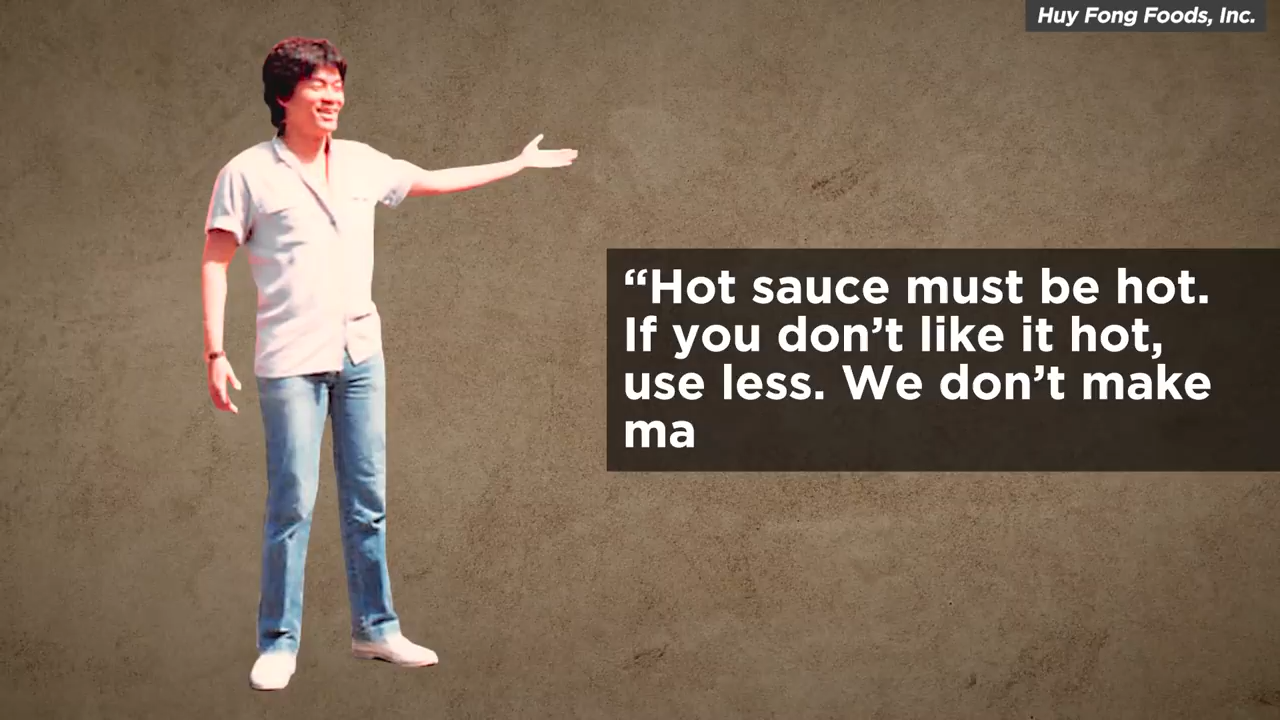 Huy Fong Foods, Inc.
“Hot sauce must be hot.
If you don’t like it hot,
use less. We don’t make
ma